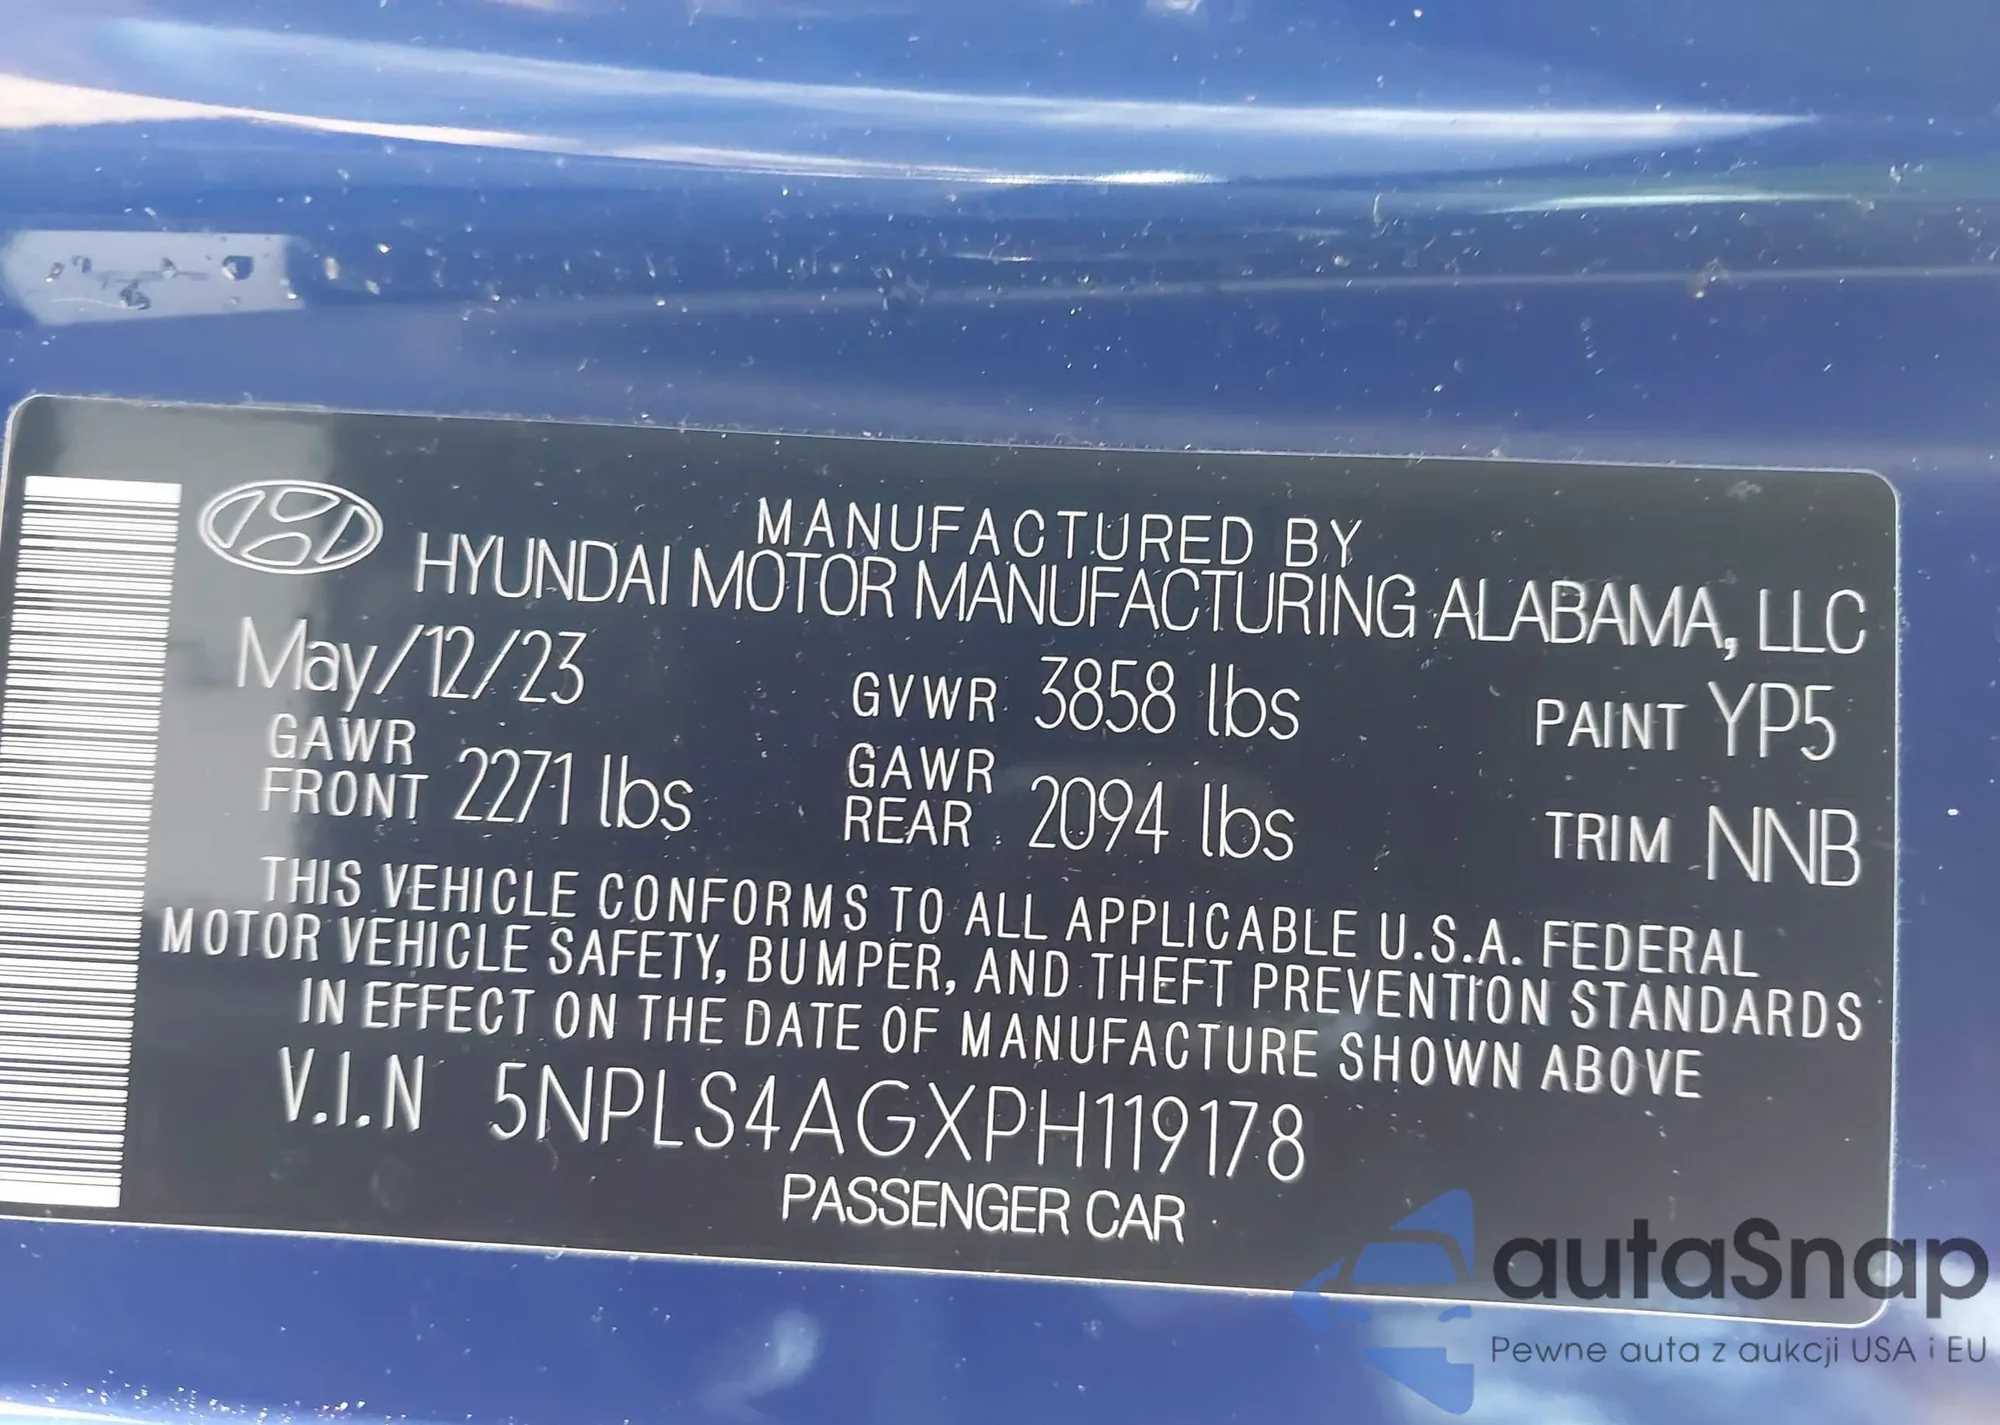 MANUFACTURED BY
HYUNDAI MOTOR MANUFACTURING ALABAMA, LLC
May/12/23 GVWR 3858 lbs PAINT YP5
GAWR FRONT 2271 lbs GAWR REAR 2094 lbs TRIM NNB
THIS VEHICLE CONFORMS TO ALL APPLICABLE U.S.A. FEDERAL
MOTOR VEHICLE SAFETY, BUMPER, AND THEFT PREVENTION STANDARDS
IN EFFECT ON THE DATE OF MANUFACTURE SHOWN ABOVE
V.I.N 5NPLS4AGXPH119178
PASSENGER CAR
autaSnap
Pewne auta z aukcji USA i EU